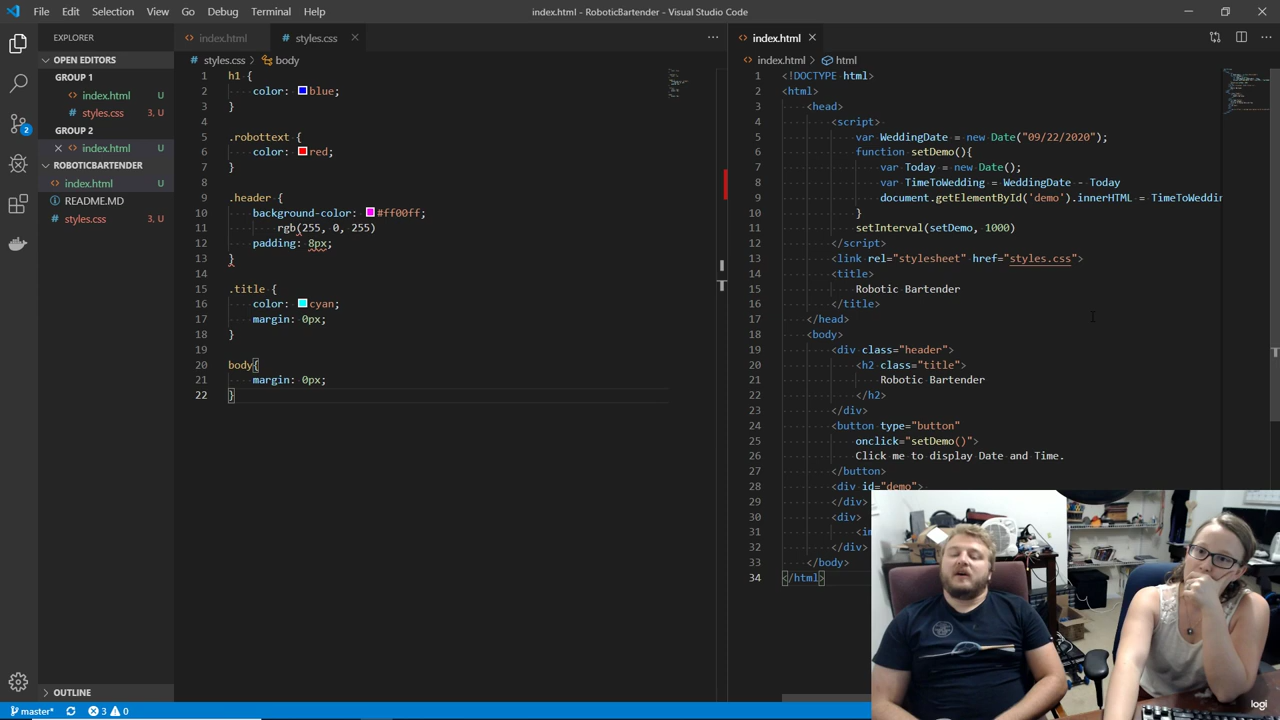 File Edit Selection View Go Debug Terminal Help
index.html - RoboticBartender - Visual Studio Code
EXPLORER
OPEN EDITORS
GROUP 1
index.html U
styles.css 3, U
GROUP 2
index.html U
ROBOTICBARTENDER
index.html U
README.MD
styles.css 3, U
OUTLINE
index.html styles.css
styles.css body
1 h1 {
2 color: blue;
3 }
4
5 .robottext {
6 color: red;
7 }
8
9 .header {
10 background-color: #ff00ff;
11 rgb(255, 0, 255)
12 padding: 8px;
13 }
14
15 .title {
16 color: cyan;
17 margin: 0px;
18 }
19
20 body{
21 margin: 0px;
22 }
index.html
index.html html
1 <!DOCTYPE html>
2 <html>
3 <head>
4 <script>
5 var WeddingDate = new Date("09/22/2020");
6 function setDemo(){
7 var Today = new Date();
8 var TimeToWedding = WeddingDate - Today
9 document.getElementById('demo').innerHTML = TimeToWeddin
10 }
11 setInterval(setDemo, 1000)
12 </script>
13 <link rel="stylesheet" href="styles.css">
14 <title>
15 Robotic Bartender
16 </title>
17 </head>
18 <body>
19 <div class="header">
20 <h2 class="title">
21 Robotic Bartender
22 </h2>
23 </div>
24 <button type="button"
25 onclick="setDemo()">
26 Click me to display Date and Time.
27 </button>
28 <div id="demo">
29 </div>
30 <div>
31 <i
32 </div>
33 </body>
34 </html>
2
master* 3 0
logi